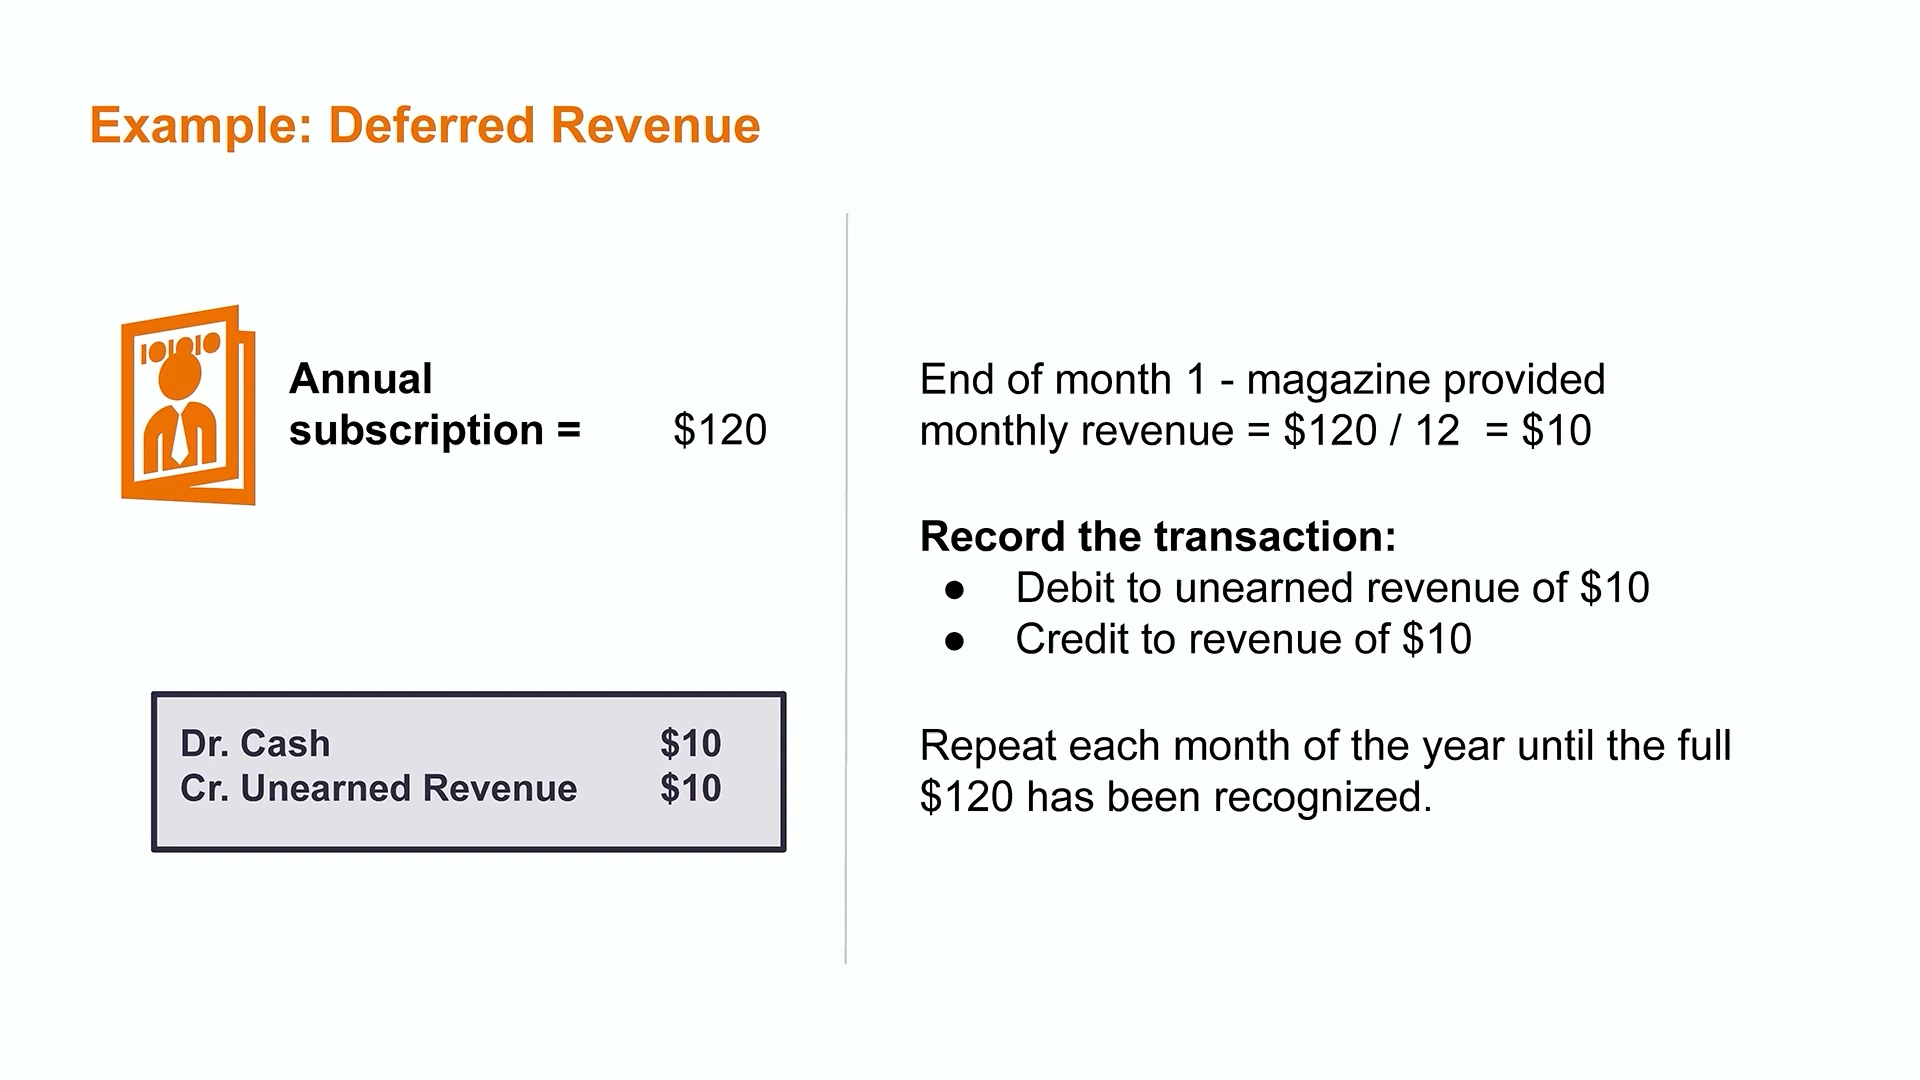 Example: Deferred Revenue
Annual
subscription = $120
Dr. Cash $10
Cr. Unearned Revenue $10
End of month 1 - magazine provided
monthly revenue = $120 / 12 = $10
Record the transaction:
● Debit to unearned revenue of $10
● Credit to revenue of $10
Repeat each month of the year until the full
$120 has been recognized.